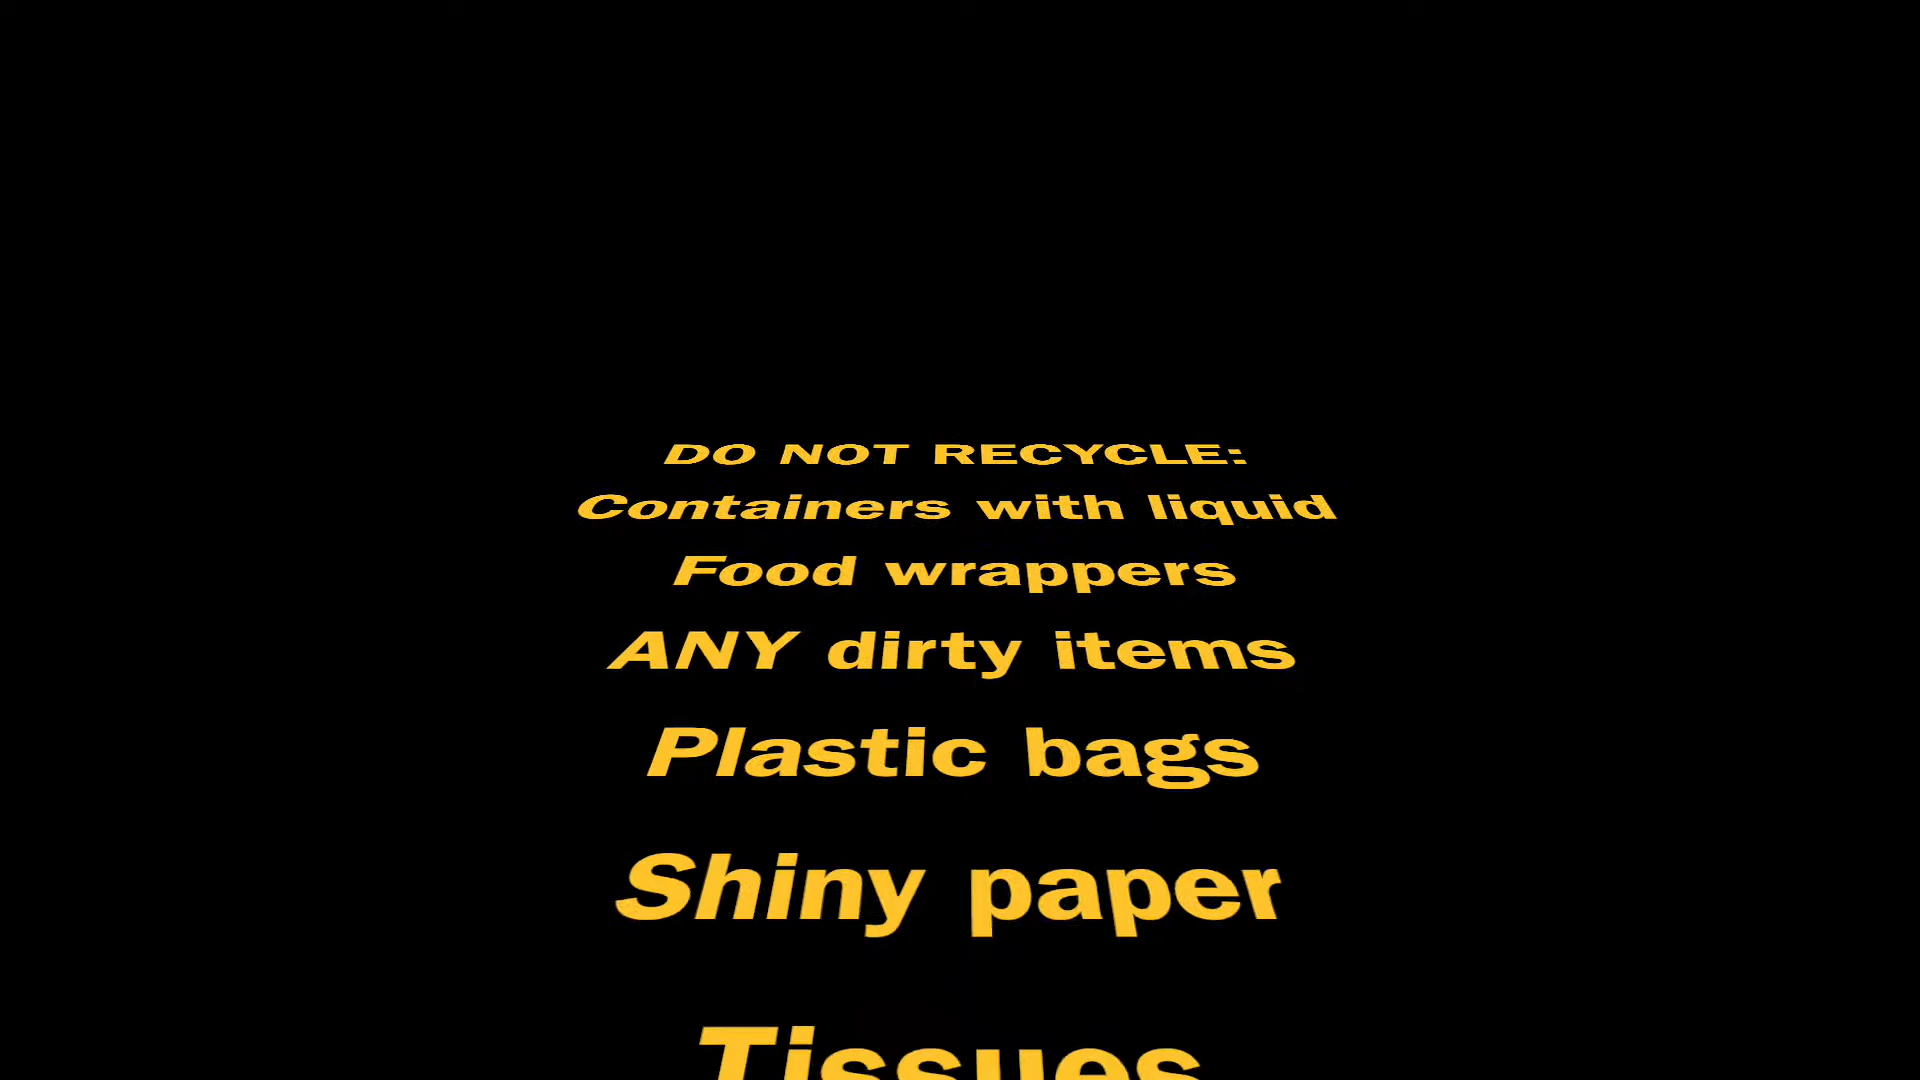 DO NOT RECYCLE:
Containers with liquid
Food wrappers
ANY dirty items
Plastic bags
Shiny paper
Tissues